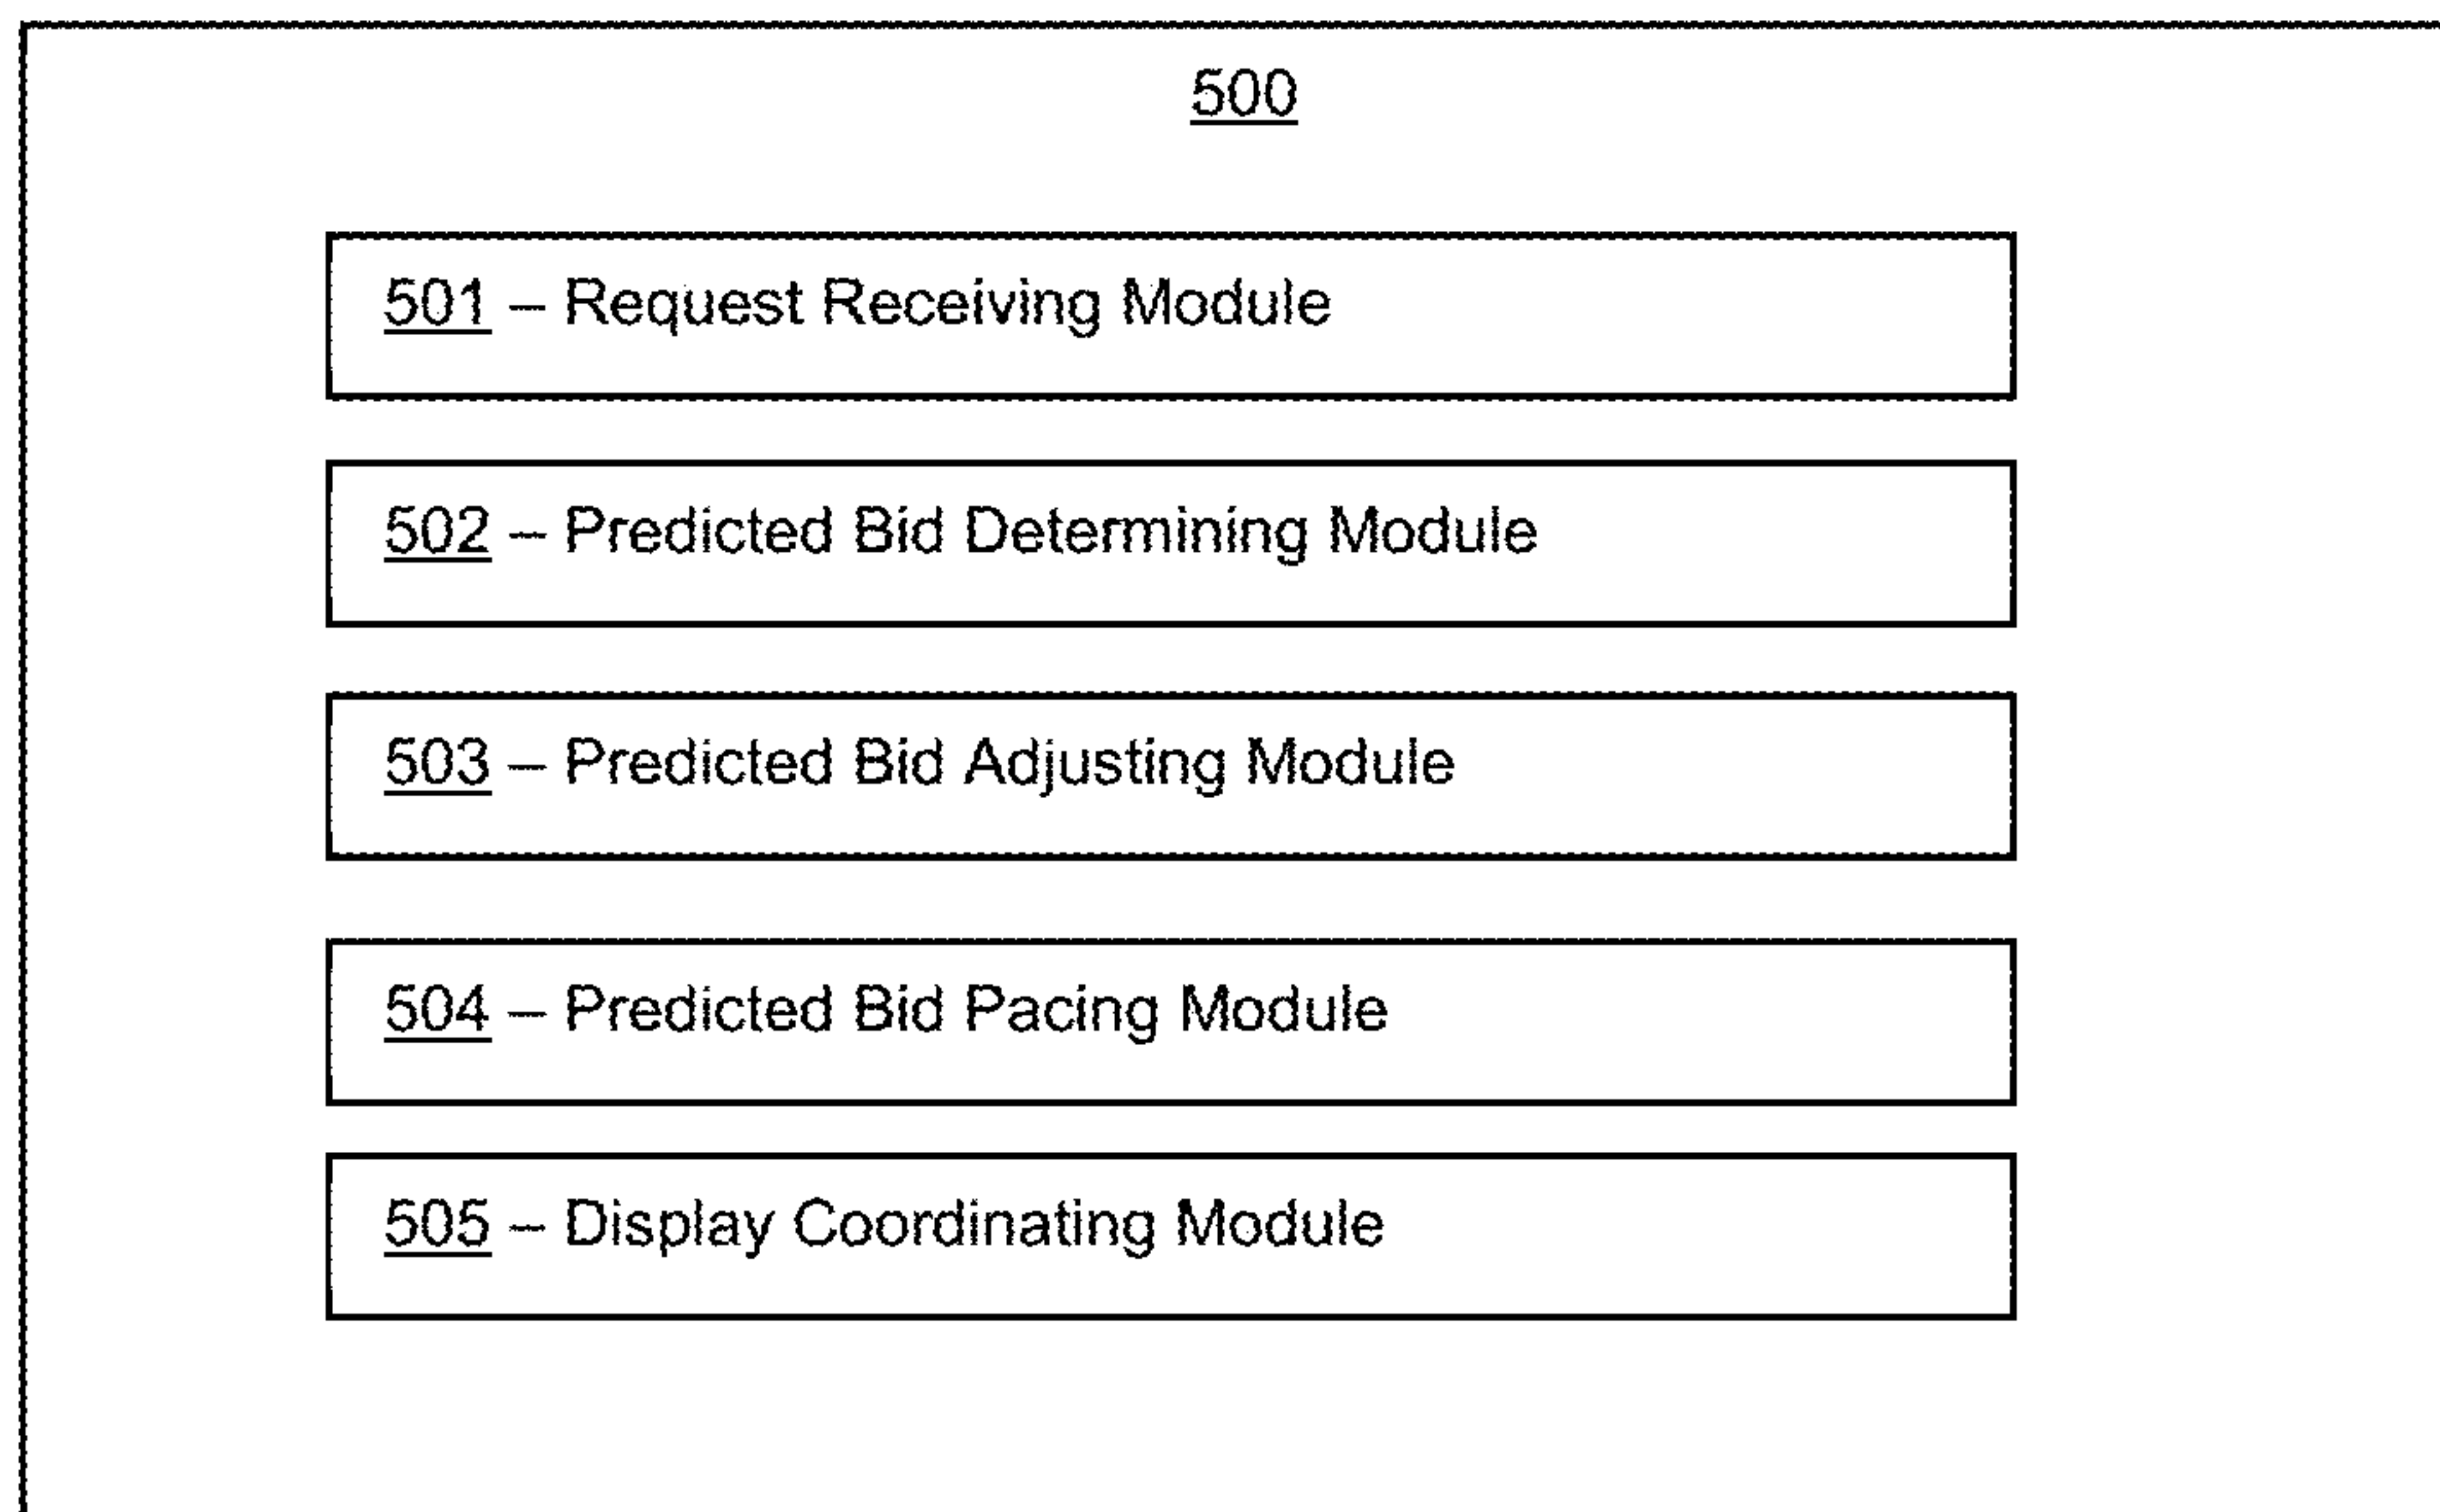 500
501 – Request Receiving Module
502 – Predicted Bid Determining Module
503 – Predicted Bid Adjusting Module
504 – Predicted Bid Pacing Module
505 – Display Coordinating Module